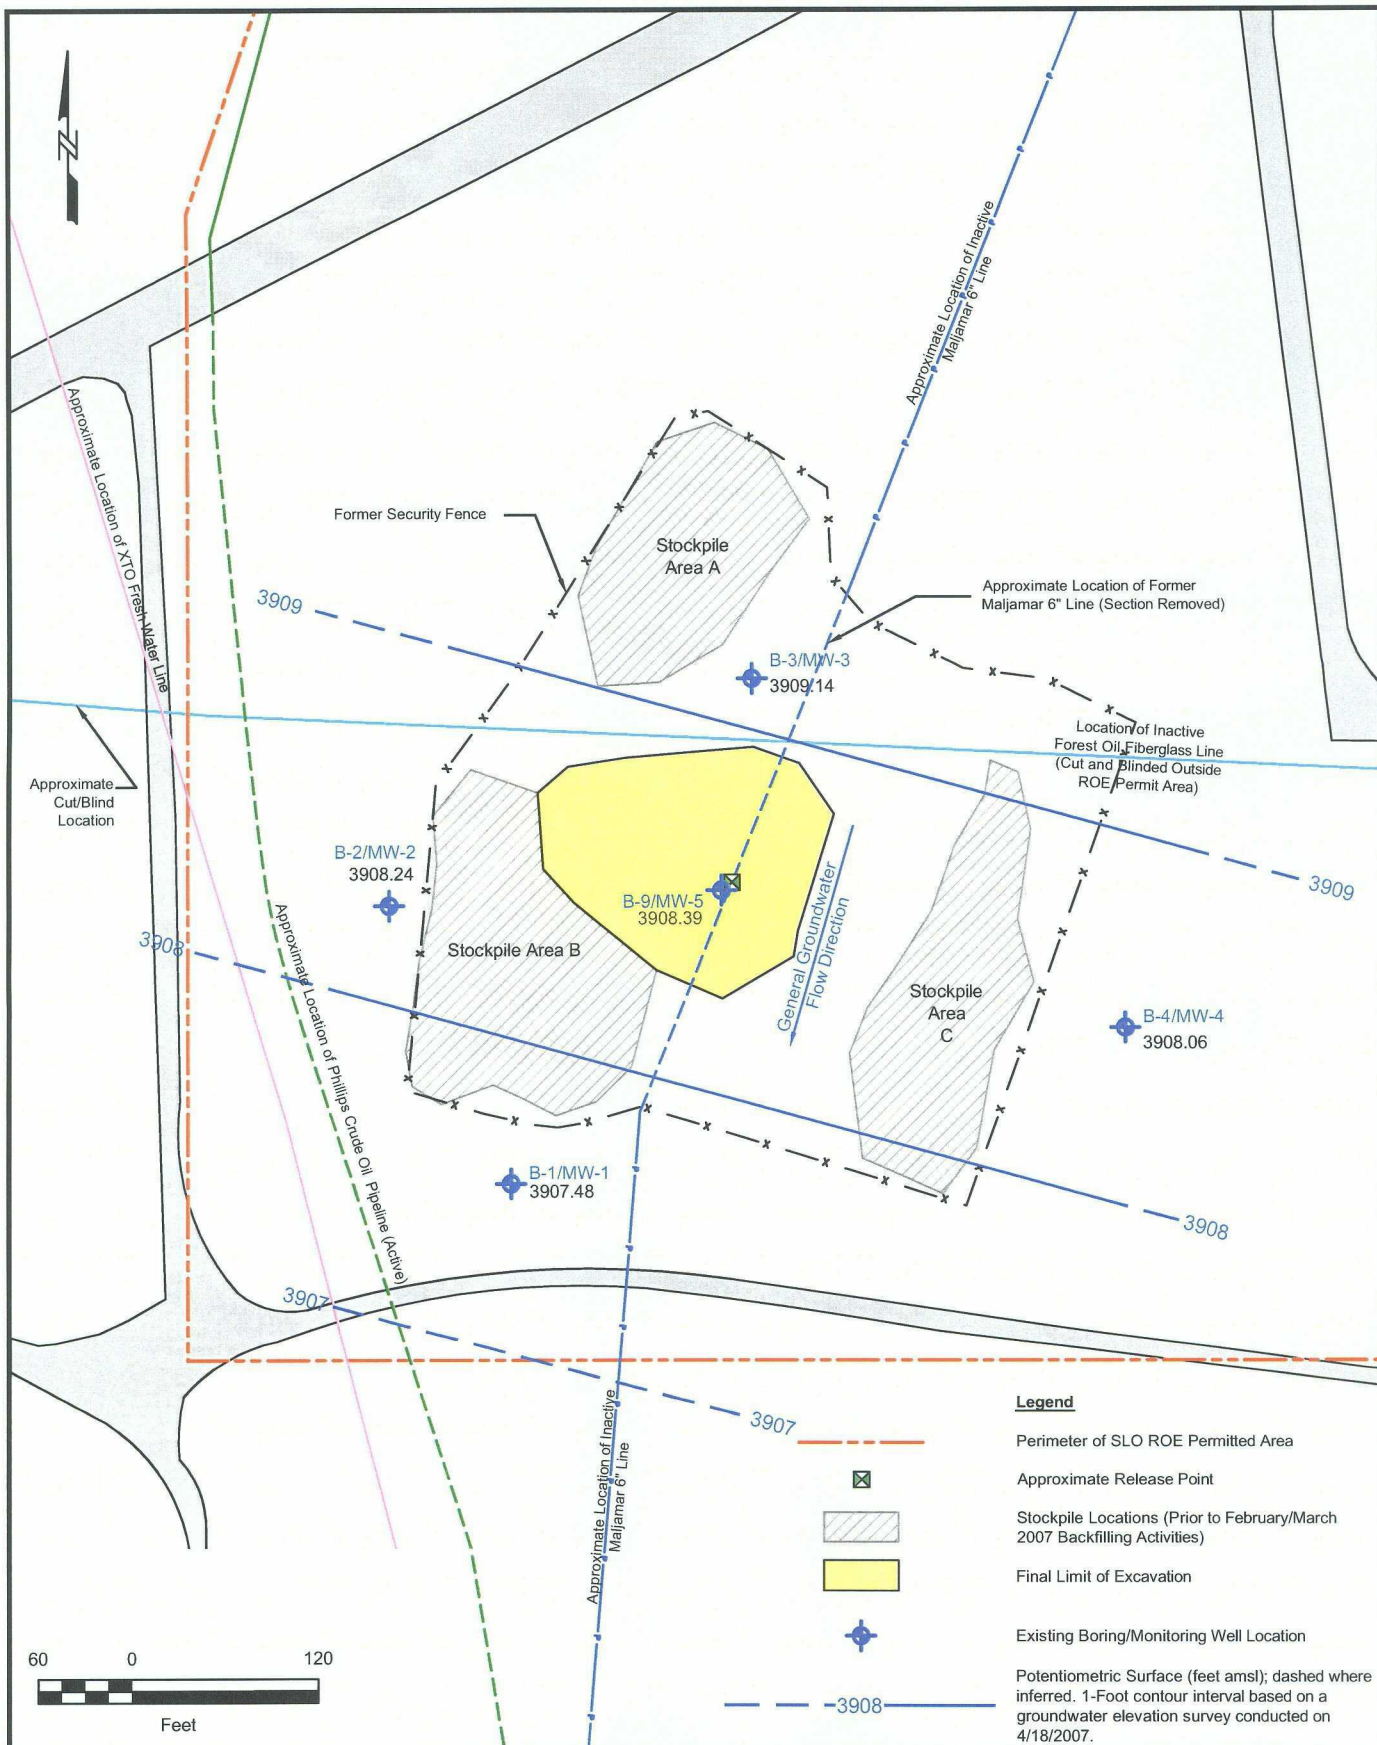 N
Approximate Location of Inactive
Maljamar 6" Line
Approximate Location of XTO Fresh Water Line
Former Security Fence
Stockpile
Area A
Approximate Location of Former
Maljamar 6" Line (Section Removed)
3909
B-3/MW-3
3909.14
Location of Inactive
Forest Oil Fiberglass Line
(Cut and Blinded Outside
ROE Permit Area)
Approximate
Cut/Blind
Location
B-2/MW-2
3908.24
3909
B-9/MW-5
3908.39
General Groundwater
Flow Direction
3908
Stockpile Area B
Approximate Location of Phillips Crude Oil Pipeline (Active)
Stockpile
Area
C
B-4/MW-4
3908.06
B-1/MW-1
3907.48
3908
3907
3907
Approximate Location of Inactive
Maljamar 6" Line
Legend
Perimeter of SLO ROE Permitted Area
Approximate Release Point
Stockpile Locations (Prior to February/March
2007 Backfilling Activities)
Final Limit of Excavation
Existing Boring/Monitoring Well Location
3908
Potentiometric Surface (feet amsl); dashed where
inferred. 1-Foot contour interval based on a
groundwater elevation survey conducted on
4/18/2007.
60 0 120
Feet